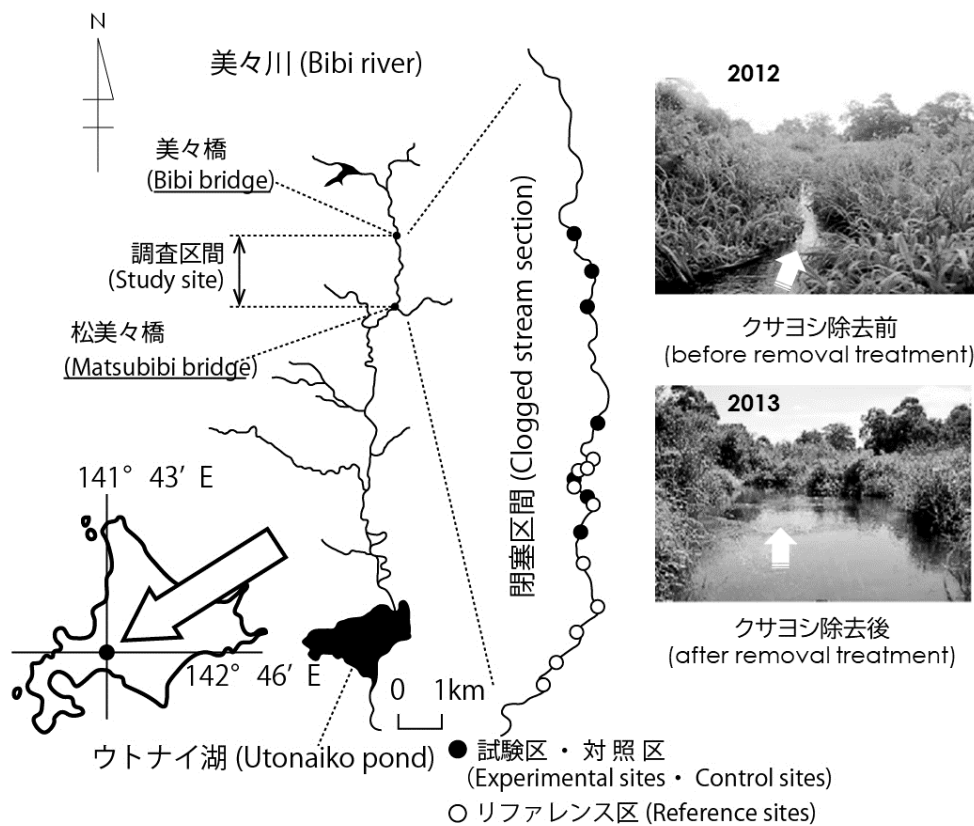 N
美々川 (Bibi river)
美々橋
(Bibi bridge)
調査区間
(Study site)
松美々橋
(Matsubibi bridge)
141° 43′ E
142° 46′ E
ウトナイ湖 (Utonaiko pond)
0 1km
閉塞区間 (Clogged stream section)
2012
クサヨシ除去前
(before removal treatment)
2013
クサヨシ除去後
(after removal treatment)
試験区・対照区
(Experimental sites・ Control sites)
リファレンス区 (Reference sites)